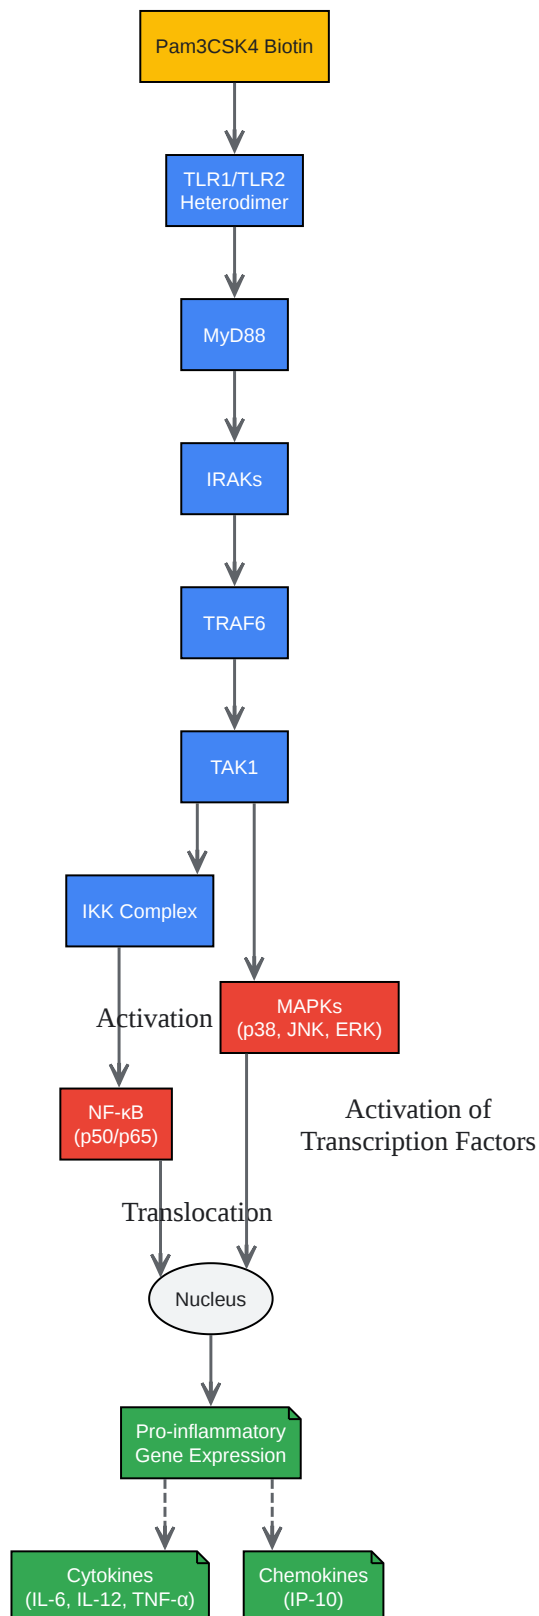 Pam3CSK4 Biotin
TLR1/TLR2
Heterodimer
MyD88
IRAKs
TRAF6
TAK1
IKK Complex
MAPKs
(p38, JNK, ERK)
Activation
NF-κB
(p50/p65)
Activation of
Transcription Factors
Translocation
Nucleus
Pro-inflammatory
Gene Expression
Cytokines
(IL-6, IL-12, TNF-α)
Chemokines
(IP-10)